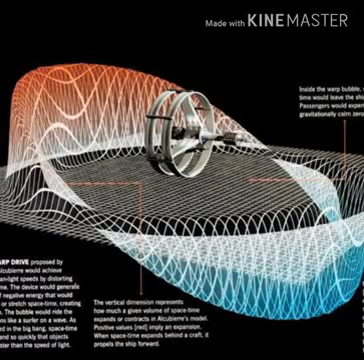 Made with KINEMASTER
Inside the warp bubble,
time would leave the
Passengers would
gravitationally calm zero
ARP DRIVE proposed by
lcubierre would achieve
an-light speeds by distorting
me. The device would generate
of negative energy that would
or stretch space-time, creating
The bubble would ride the
ns like a surfer on a wave. As
ed in the big bang, space-time
and so quickly that objects
than the speed of light.
The vertical dimension represents
how much a given volume of space-time
expands or contracts in Alcubierre's model.
Positive values [red] imply an expansion.
When space-time expands behind a craft, it
propels the ship forward.